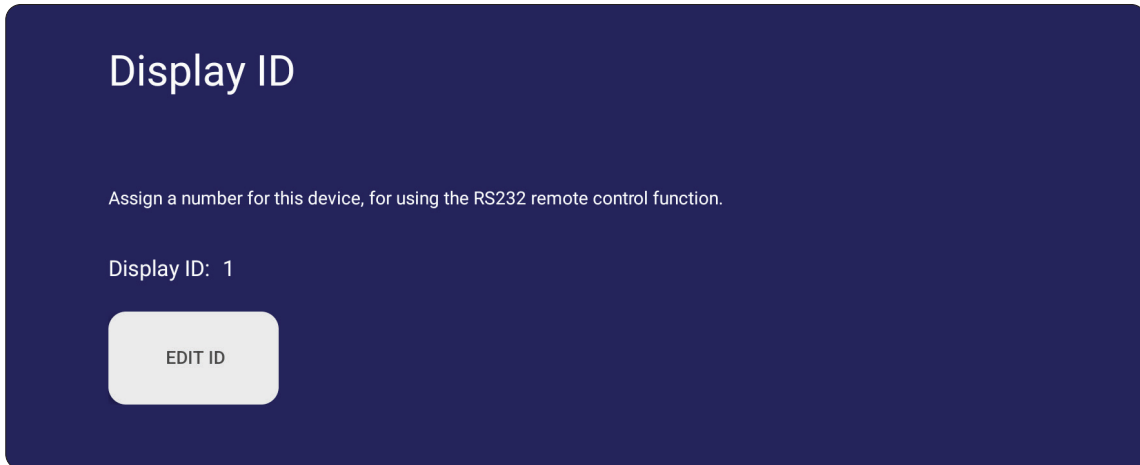 Display ID
Assign a number for this device, for using the RS232 remote control function.
Display ID: 1
EDIT ID